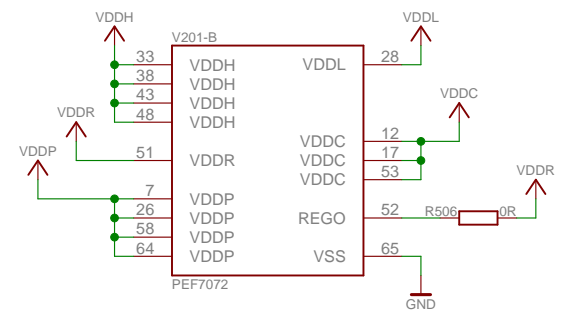 VDDH
V201-B
VDDL
33 VDDH VDDL 28
38 VDDH
43 VDDH
VDDC
48 VDDH
VDDR
VDDC 12
51 VDDR VDDC 17
VDDP
VDDC 53
VDDR
7 VDDP
26 VDDP REGO 52 R506 0R
58 VDDP
64 VDDP VSS 65
PEF7072
GND